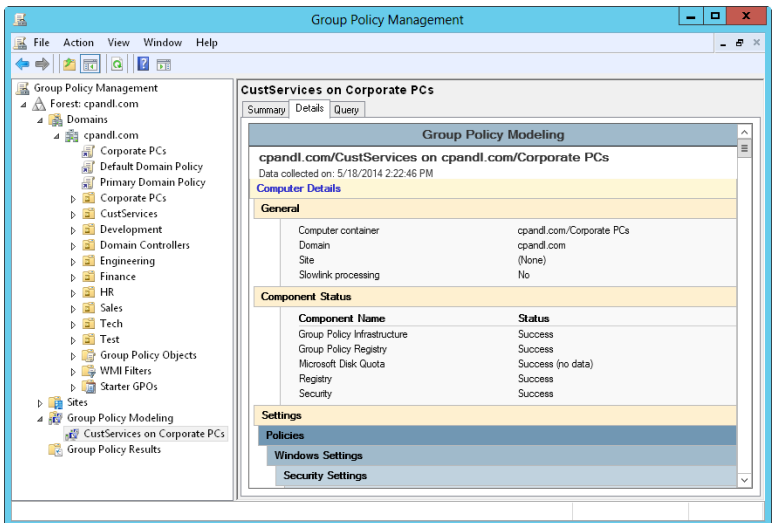 Group Policy Management
File Action View Window Help
Group Policy Management
Forest: cpandl.com
Domains
cpandl.com
Corporate PCs
Default Domain Policy
Primary Domain Policy
Corporate PCs
CustServices
Development
Domain Controllers
Engineering
Finance
HR
Sales
Tech
Test
Group Policy Objects
WMI Filters
Starter GPOs
Sites
Group Policy Modeling
CustServices on Corporate PCs
Group Policy Results
CustServices on Corporate PCs
Summary Details Query
Group Policy Modeling
cpandl.com/CustServices on cpandl.com/Corporate PCs
Data collected on: 5/18/2014 2:22:46 PM
Computer Details
General
Computer container cpandl.com/Corporate PCs
Domain cpandl.com
Site (None)
Slowlink processing No
Component Status
Component Name Status
Group Policy Infrastructure Success
Group Policy Registry Success
Microsoft Disk Quota Success (no data)
Registry Success
Security Success
Settings
Policies
Windows Settings
Security Settings